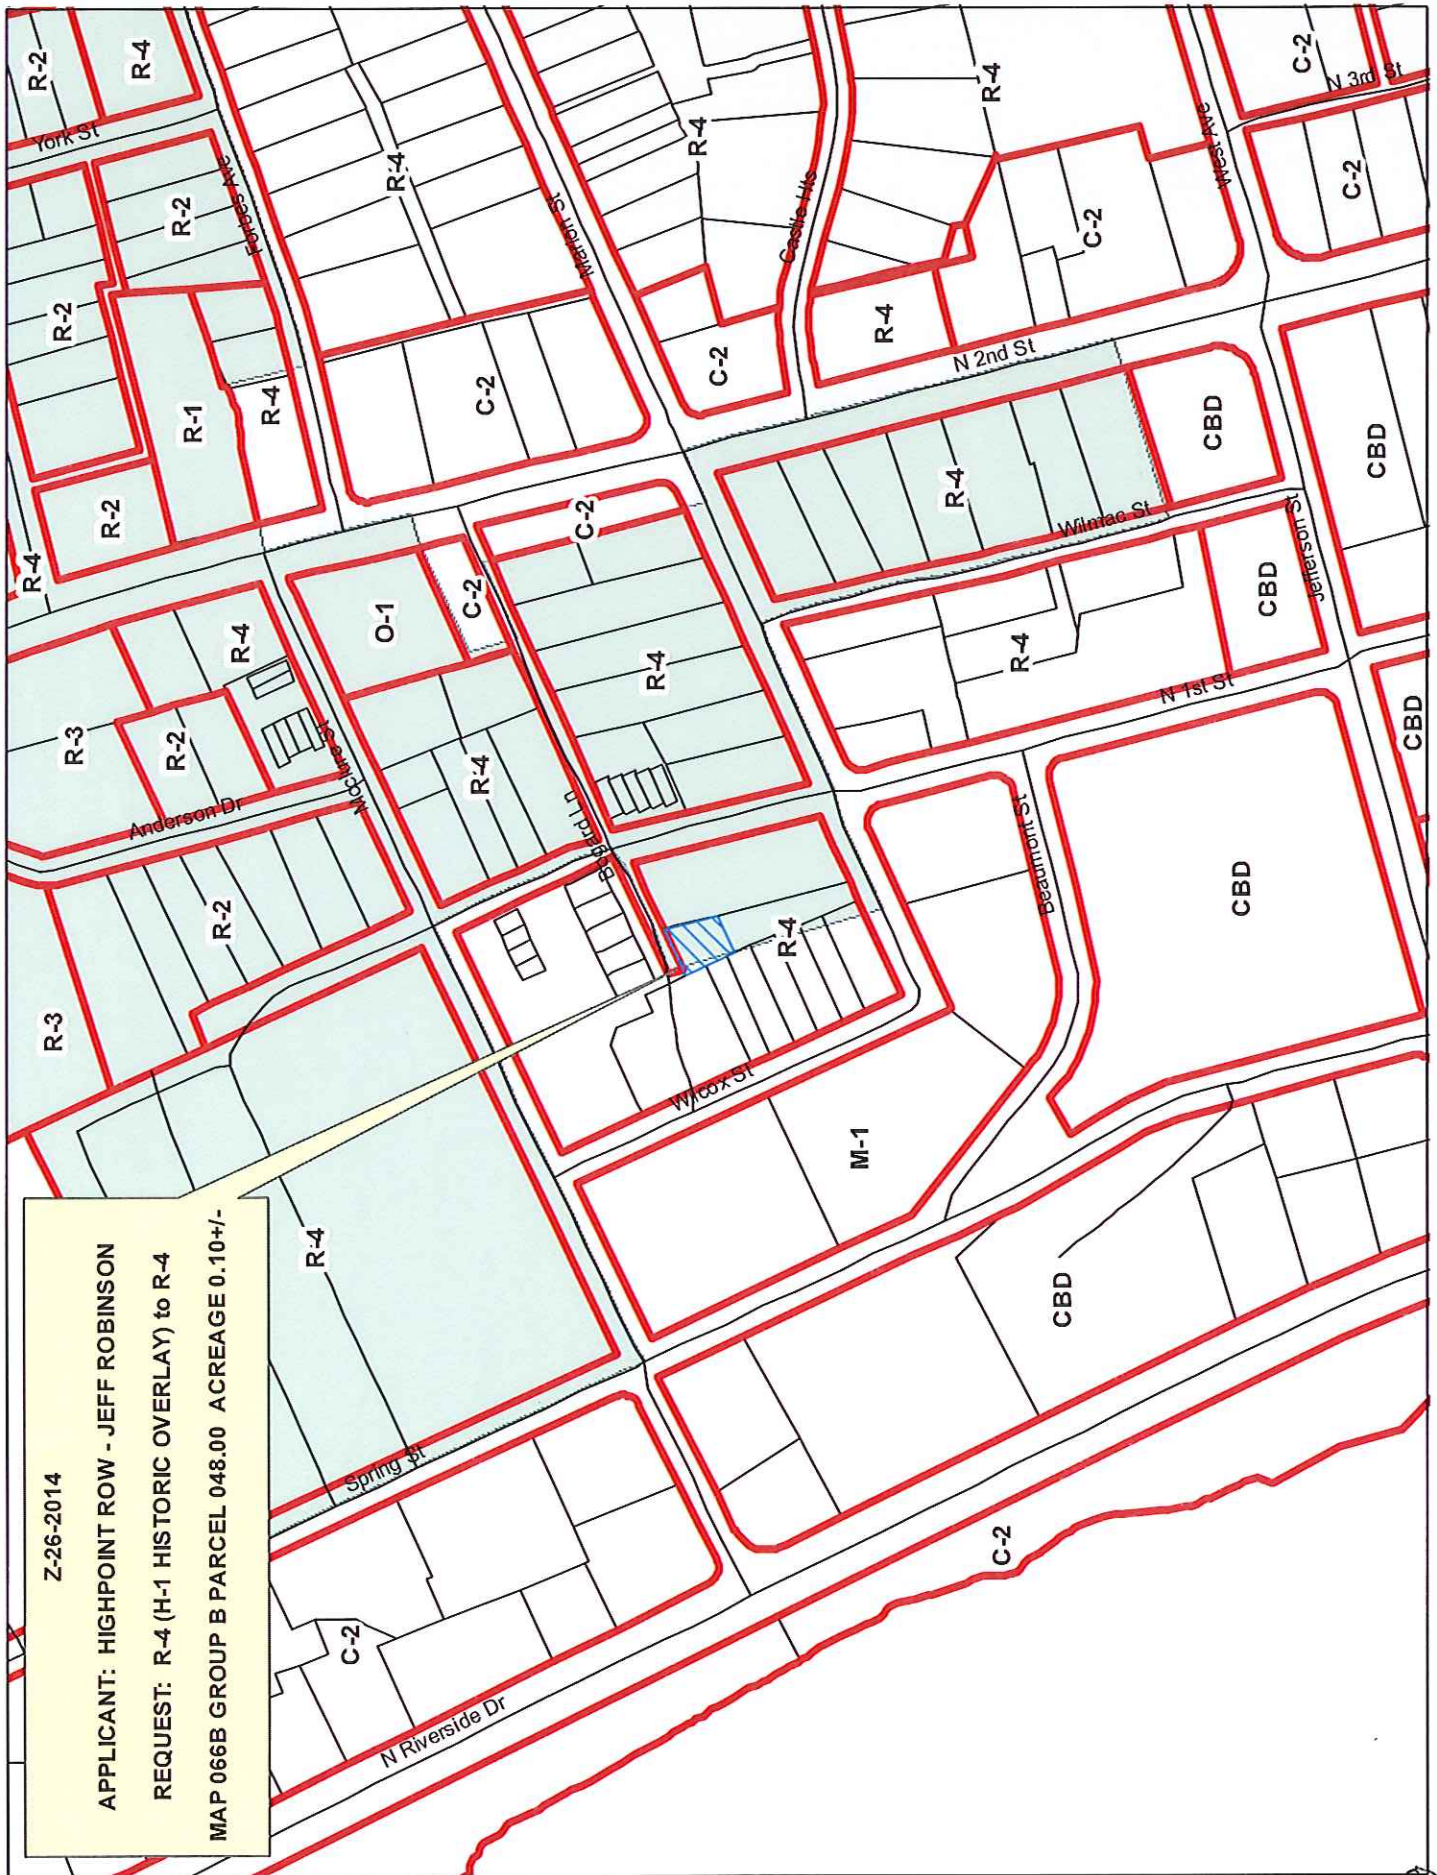 Z-26-2014
APPLICANT: HIGHPOINT ROW - JEFF ROBINSON
REQUEST: R-4 (H-1 HISTORIC OVERLAY) to R-4
MAP 066B GROUP B PARCEL 048.00 ACREAGE 0.10+/-
C-2
N Riverside Dr
Spring St
R-4
C-2
R-3
R-2
Anderson Dr
R-3
R-2
R-4
Mcclure St
R-4
R-2
R-1
R-4
R-2
R-2
York St
R-2
R-4
Forbes Ave
O-1
C-2
R-4
Bogard Ln
C-2
R-4
R-4
Marion St
C-2
R-4
Wilcox St
M-1
R-4
R-4
C-2
Castle Hts
R-4
R-4
N 2nd St
R-4
Wilmac St
R-4
N 1st St
Beaumont St
CBD
CBD
CBD
CBD
Jefferson St
CBD
CBD
C-2
West Ave
C-2
N 3rd St
C-2